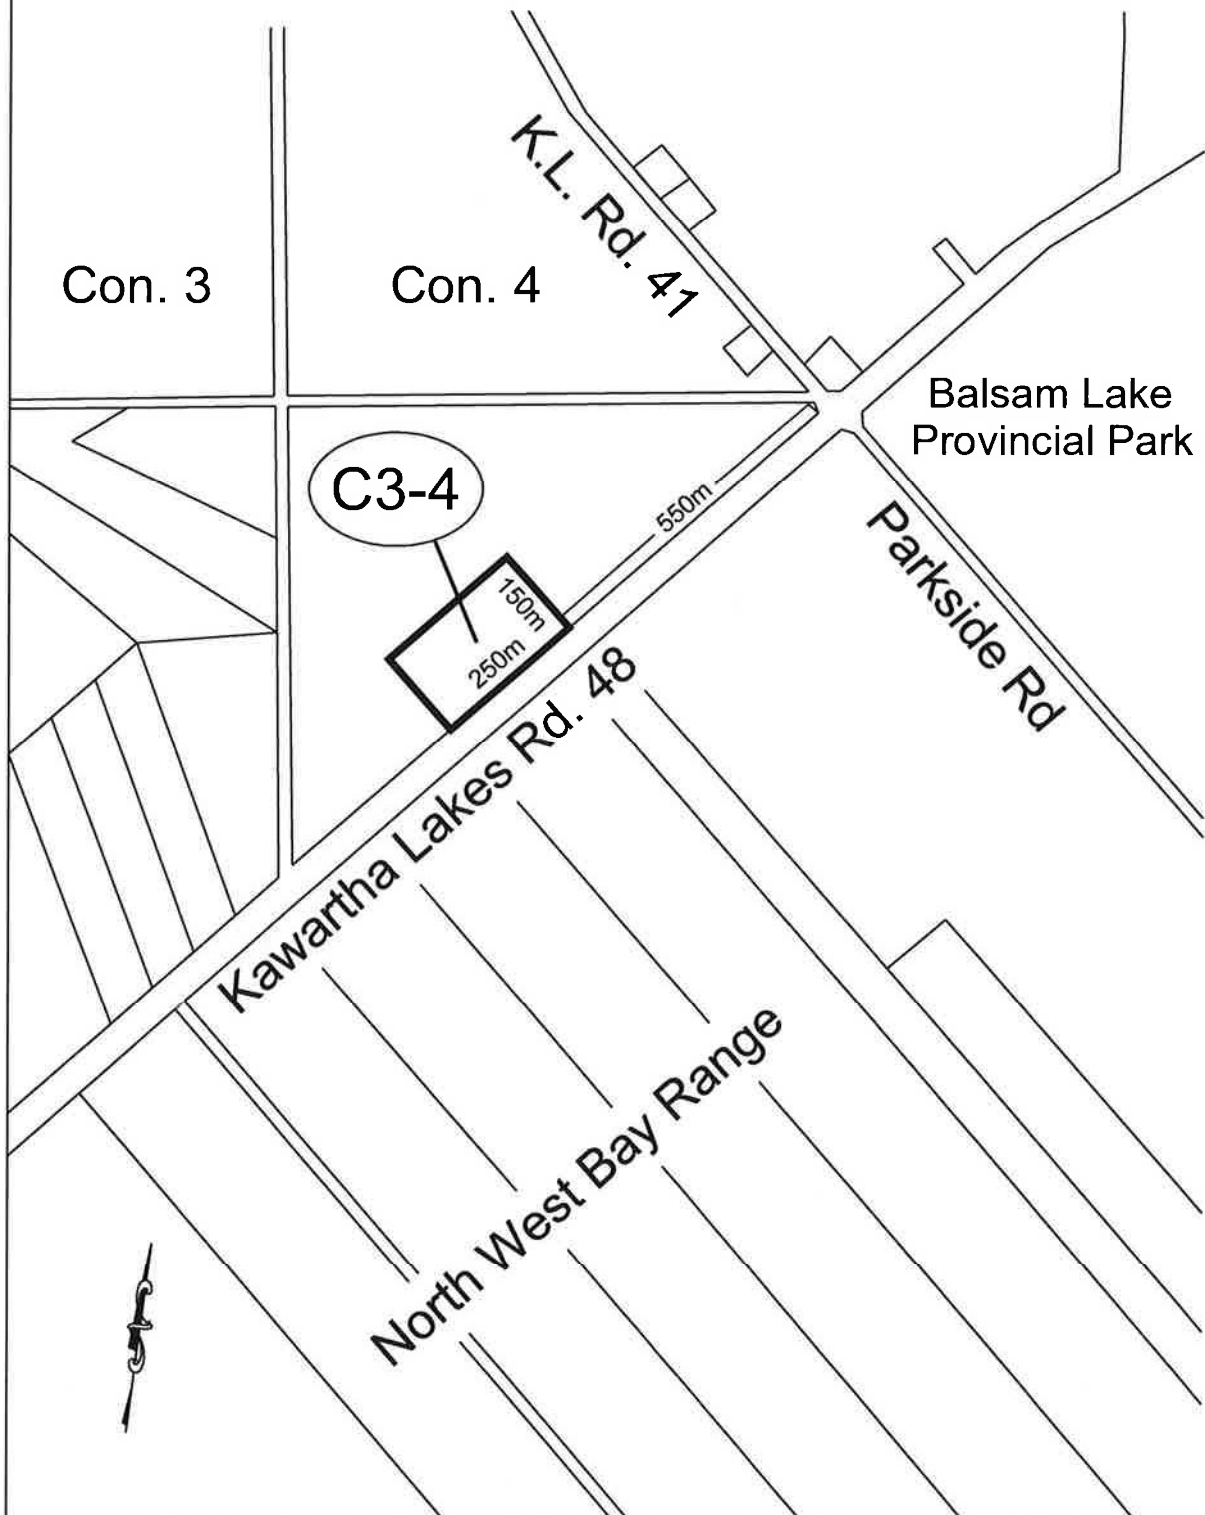 K.L. Rd. 41
Con. 3
Con. 4
Balsam Lake
Provincial Park
C3-4
550m
150m
250m
Parkside Rd
Kawartha Lakes Rd. 48
North West Bay Range